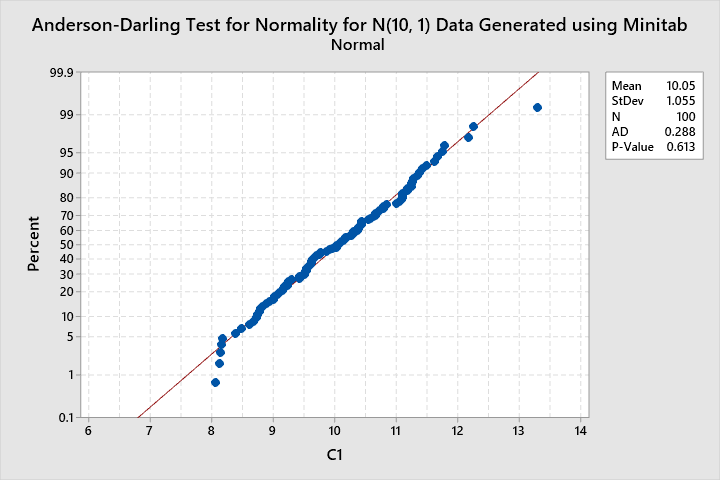 Anderson-Darling Test for Normality for N(10, 1) Data Generated using Minitab
Normal
99.9
99
95
90
80
70
60
50
40
30
20
10
5
1
0.1
Percent
6 7 8 9 10 11 12 13 14
C1
Mean 10.05
StDev 1.055
N 100
AD 0.288
P-Value 0.613